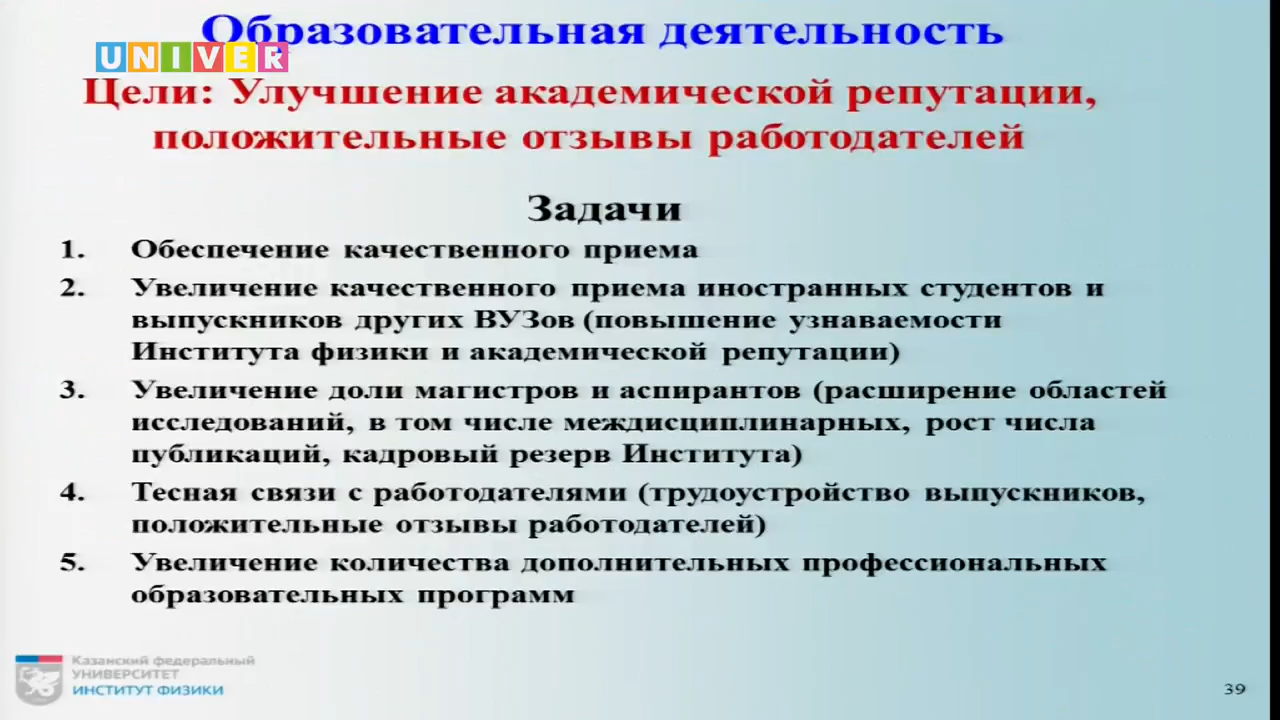 Образовательная деятельность
UNIVER
Цели: Улучшение академической репутации,
положительные отзывы работодателей
Задачи
1. Обеспечение качественного приема
2. Увеличение качественного приема иностранных студентов и
выпускников других ВУЗов (повышение узнаваемости
Института физики и академической репутации)
3. Увеличение доли магистров и аспирантов (расширение областей
исследований, в том числе междисциплинарных, рост числа
публикаций, кадровый резерв Института)
4. Тесная связи с работодателями (трудоустройство выпускников,
положительные отзывы работодателей)
5. Увеличение количества дополнительных профессиональных
образовательных программ
Казанский федеральный
УНИВЕРСИТЕТ
ИНСТИТУТ ФИЗИКИ
39